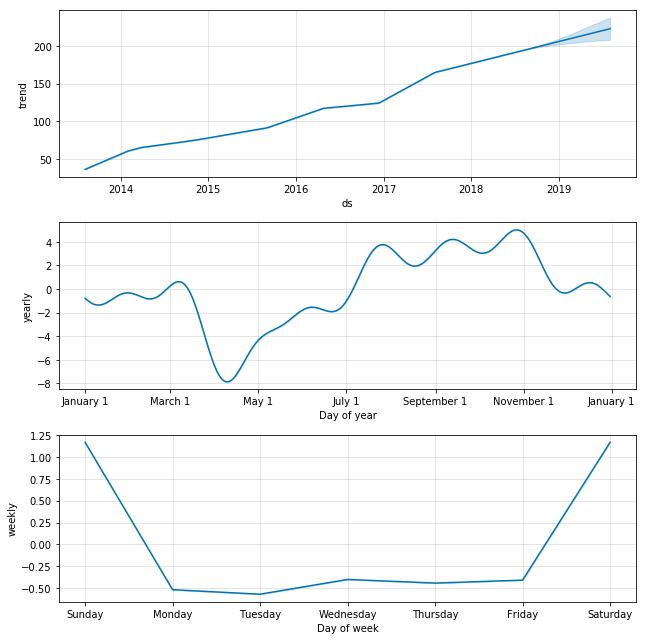 200
150
100
50
trend
2014 2015 2016 2017 2018 2019
ds
4
2
0
−2
−4
−6
−8
yearly
January 1 March 1 May 1 July 1 September 1 November 1 January 1
Day of year
1.25
1.00
0.75
0.50
0.25
0.00
−0.25
−0.50
weekly
Sunday Monday Tuesday Wednesday Thursday Friday Saturday
Day of week